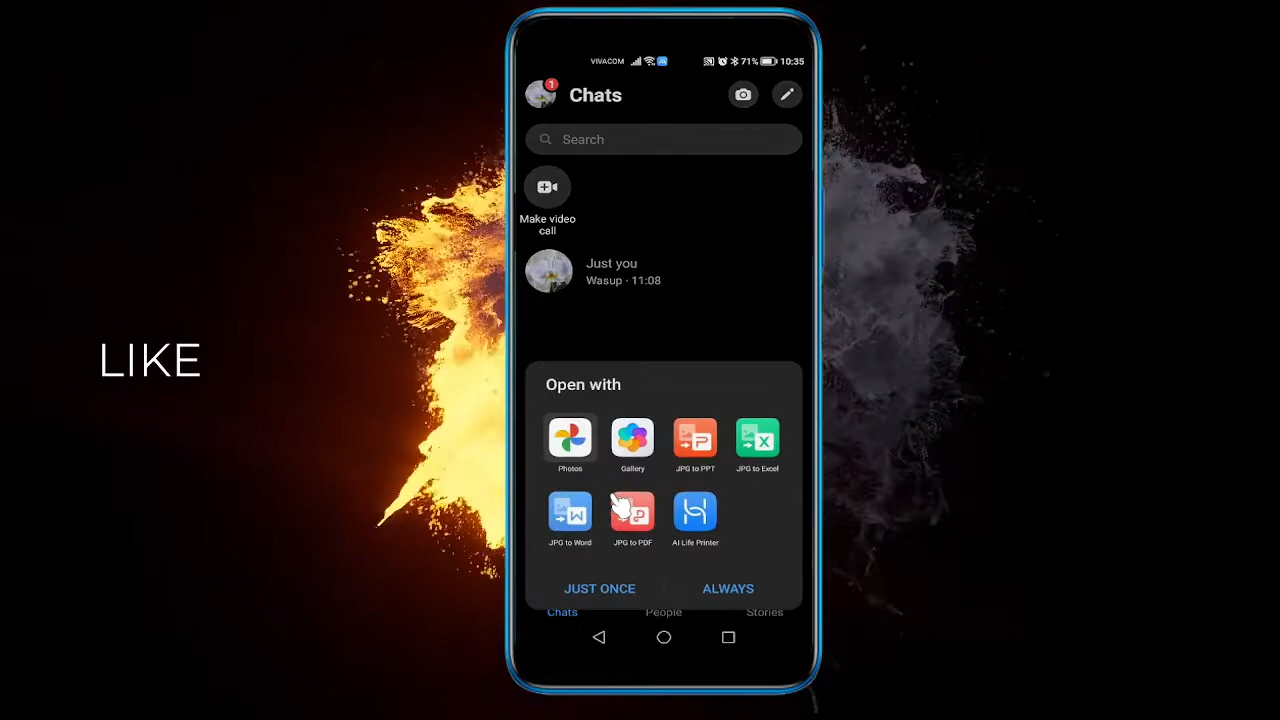 VIVACOM 71% 10:35
1
Chats
Search
Make video
call
Just you
Wasup · 11:08
LIKE
Open with
Photos Gallery JPG to PPT JPG to Excel
JPG to Word JPG to PDF AI Life Printer
JUST ONCE ALWAYS
Chats People Stories